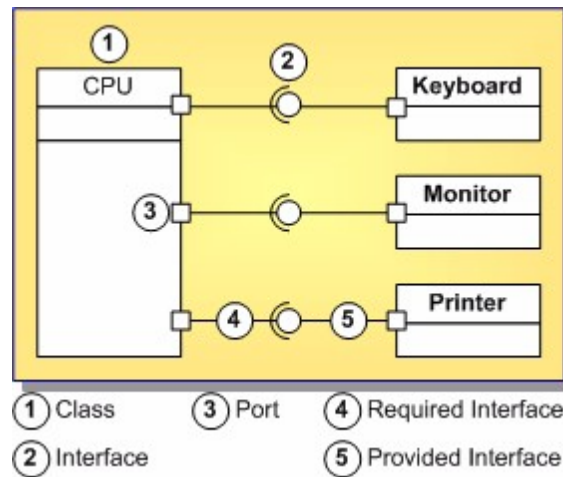 1
2
CPU
Keyboard
3
Monitor
Printer
4
5
1 Class
3 Port
4 Required Interface
2 Interface
5 Provided Interface